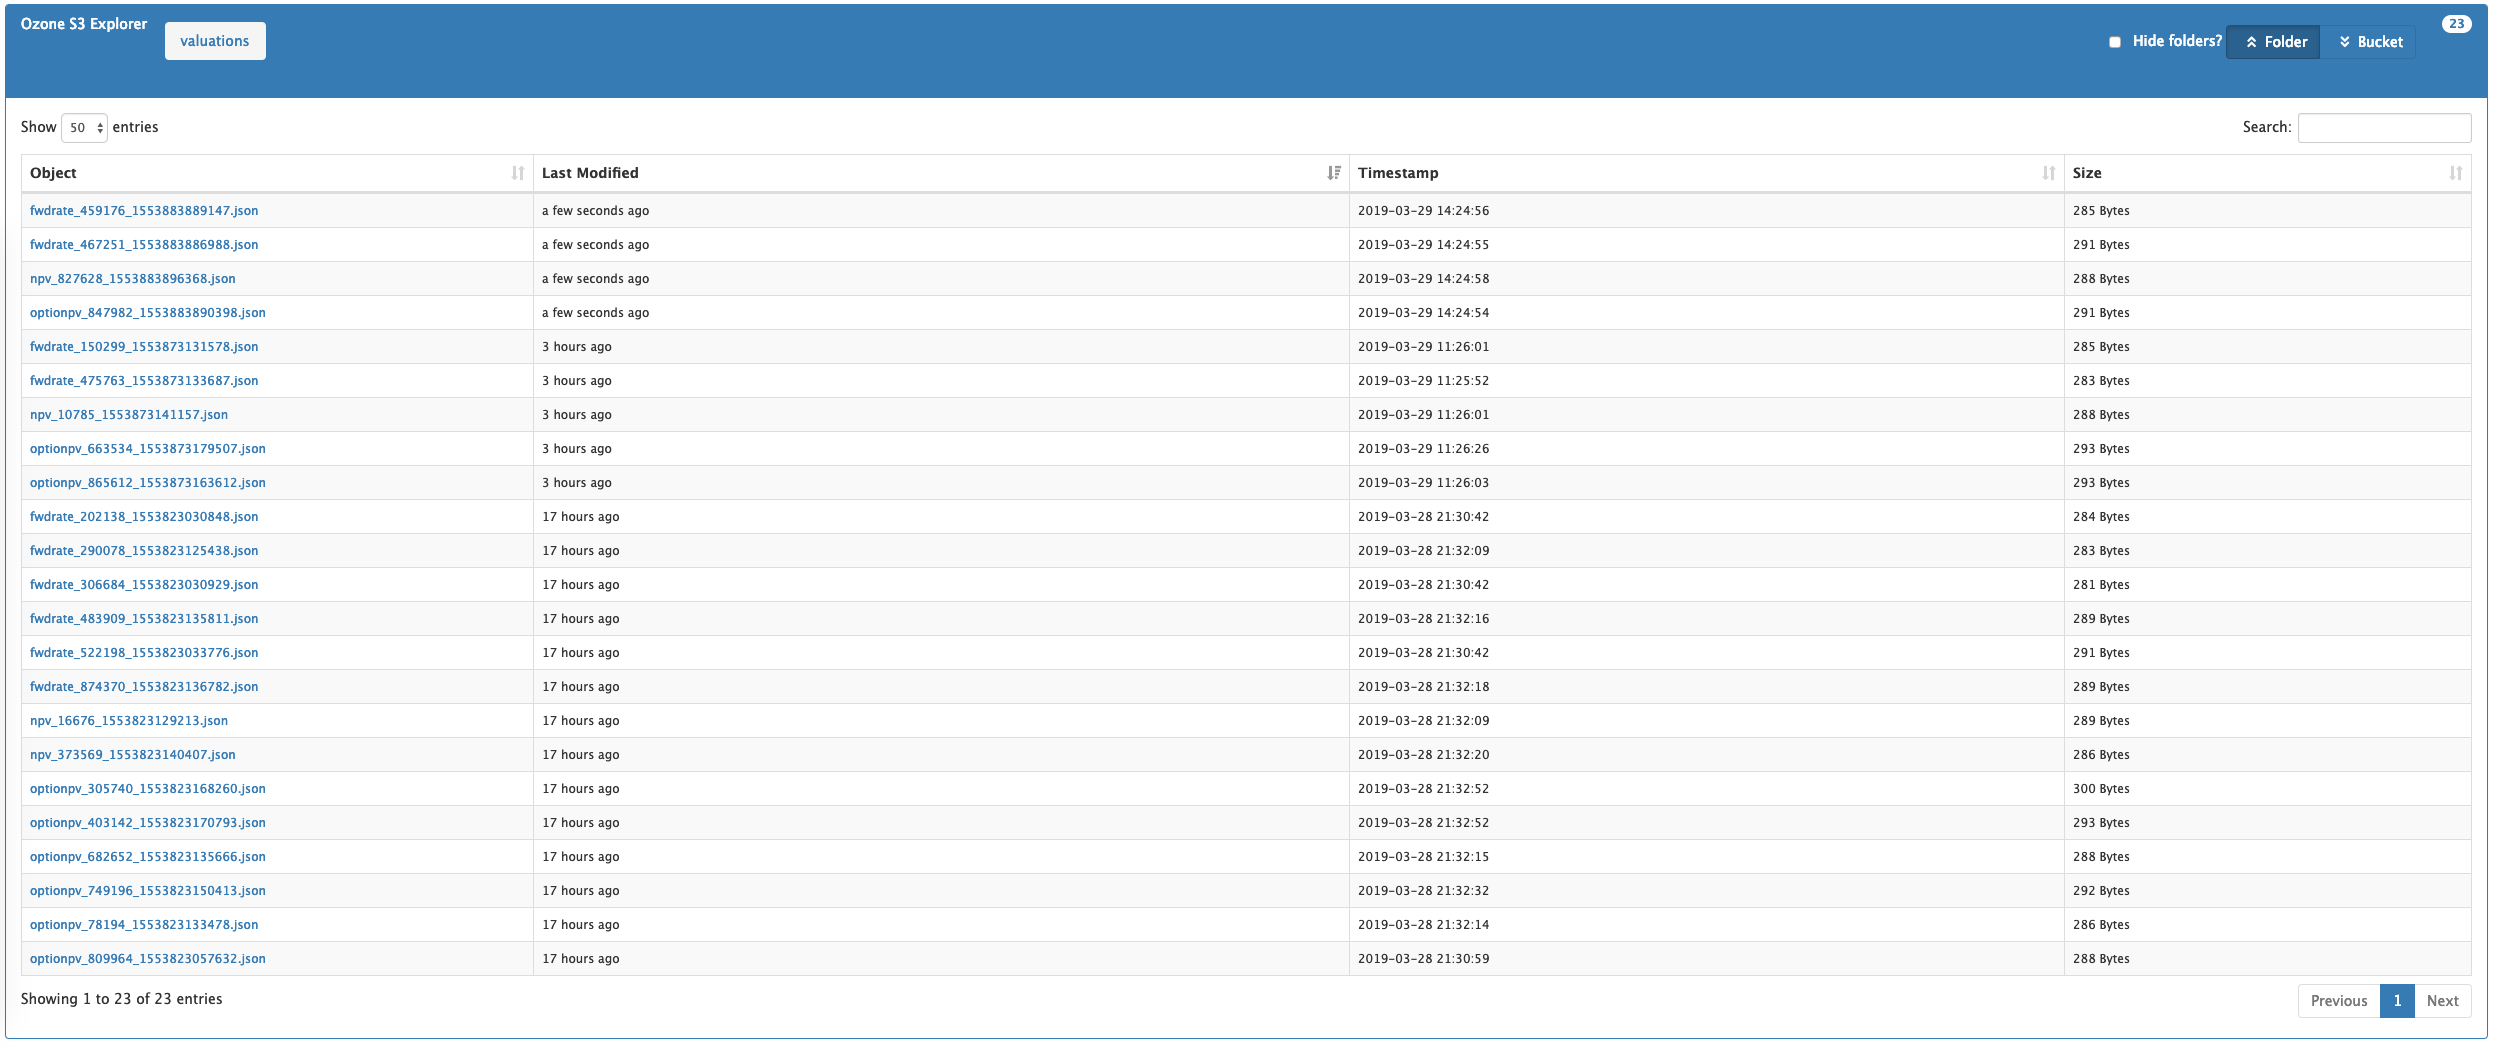 Ozone S3 Explorer valuations Hide folders? Folder Bucket 23
Show 50 entries Search:
Object Last Modified Timestamp Size
fwdrate_459176_1553883889147.json a few seconds ago 2019-03-29 14:24:56 285 Bytes
fwdrate_467251_1553883886988.json a few seconds ago 2019-03-29 14:24:55 291 Bytes
npv_827628_1553883896368.json a few seconds ago 2019-03-29 14:24:58 288 Bytes
optionpv_847982_1553883890398.json a few seconds ago 2019-03-29 14:24:54 291 Bytes
fwdrate_150299_1553873131578.json 3 hours ago 2019-03-29 11:26:01 285 Bytes
fwdrate_475763_1553873133687.json 3 hours ago 2019-03-29 11:25:52 283 Bytes
npv_10785_1553873141157.json 3 hours ago 2019-03-29 11:26:01 288 Bytes
optionpv_663534_1553873179507.json 3 hours ago 2019-03-29 11:26:26 293 Bytes
optionpv_865612_1553873163612.json 3 hours ago 2019-03-29 11:26:03 293 Bytes
fwdrate_202138_1553823030848.json 17 hours ago 2019-03-28 21:30:42 284 Bytes
fwdrate_290078_1553823125438.json 17 hours ago 2019-03-28 21:32:09 283 Bytes
fwdrate_306684_1553823030929.json 17 hours ago 2019-03-28 21:30:42 281 Bytes
fwdrate_483909_1553823135811.json 17 hours ago 2019-03-28 21:32:16 289 Bytes
fwdrate_522198_1553823033776.json 17 hours ago 2019-03-28 21:30:42 291 Bytes
fwdrate_874370_1553823136782.json 17 hours ago 2019-03-28 21:32:18 289 Bytes
npv_16676_1553823129213.json 17 hours ago 2019-03-28 21:32:09 289 Bytes
npv_373569_1553823140407.json 17 hours ago 2019-03-28 21:32:20 286 Bytes
optionpv_305740_1553823168260.json 17 hours ago 2019-03-28 21:32:52 300 Bytes
optionpv_403142_1553823170793.json 17 hours ago 2019-03-28 21:32:52 293 Bytes
optionpv_682652_1553823135666.json 17 hours ago 2019-03-28 21:32:15 288 Bytes
optionpv_749196_1553823150413.json 17 hours ago 2019-03-28 21:32:32 292 Bytes
optionpv_78194_1553823133478.json 17 hours ago 2019-03-28 21:32:14 286 Bytes
optionpv_809964_1553823057632.json 17 hours ago 2019-03-28 21:30:59 288 Bytes
Showing 1 to 23 of 23 entries Previous 1 Next